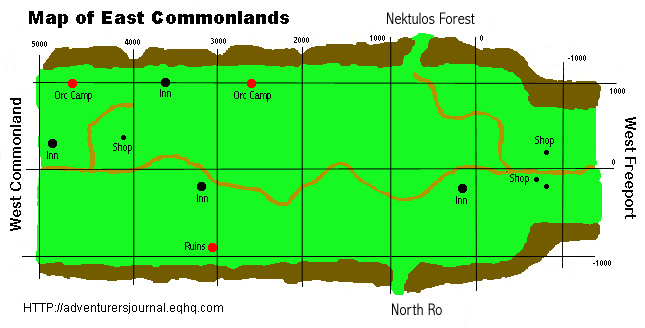 Map of East Commonlands
Nektulos Forest
5000 4000 3000 2000 1000 0 -1000
Orc Camp Inn Orc Camp 1000
West Commonland
Inn Shop Shop
West Freeport
0
Shop
Inn Inn
Ruins
-1000
HTTP://adventurersjournal.eqhq.com
North Ro